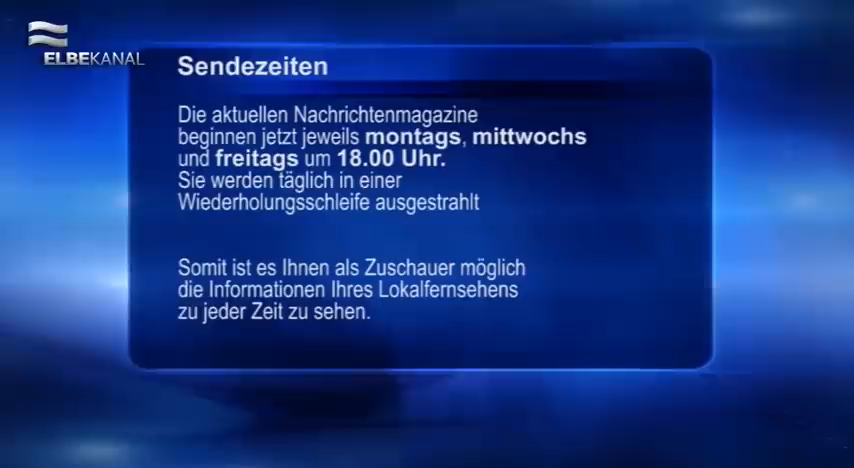 ELBEKANAL
Sendezeiten
Die aktuellen Nachrichtenmagazine
beginnen jetzt jeweils montags, mittwochs
und freitags um 18.00 Uhr.
Sie werden täglich in einer
Wiederholungsschleife ausgestrahlt
Somit ist es Ihnen als Zuschauer möglich
die Informationen Ihres Lokalfernsehens
zu jeder Zeit zu sehen.